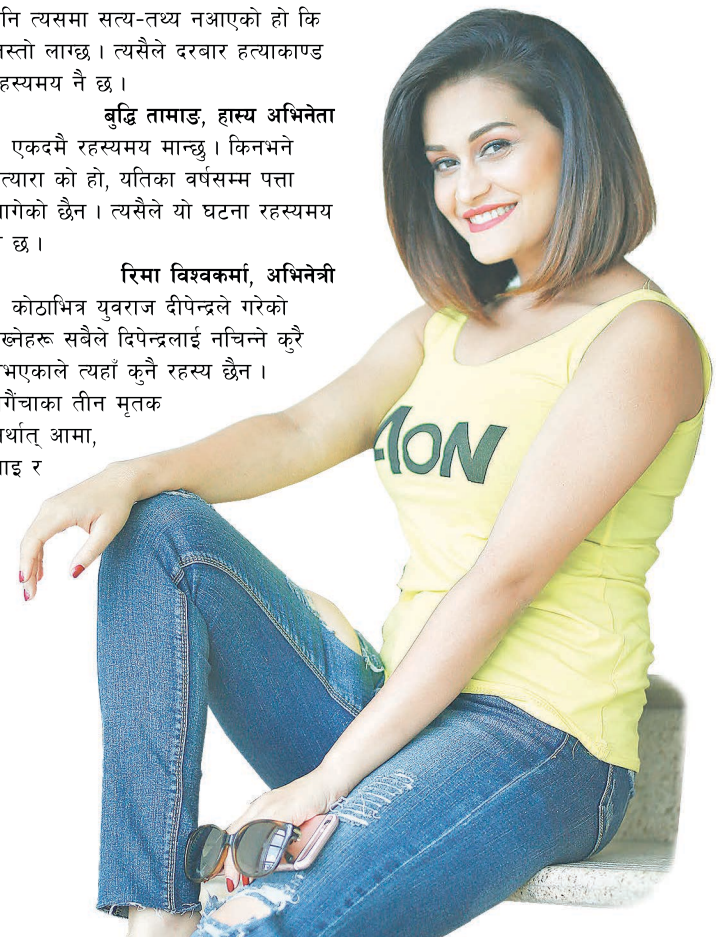 नि त्यसमा सत्य-तथ्य नआएको हो कि
स्तो लाग्छ । त्यसैले दरबार हत्याकाण्ड
हस्यमय नै छ ।
बुद्धि तामाङ, हास्य अभिनेता
एकदमै रहस्यमय मान्छु । किनभने
त्यारा को हो, यतिका वर्षसम्म पत्ता
गेको छैन । त्यसैले यो घटना रहस्यमय
छ ।
रिमा विश्वकर्मा, अभिनेत्री
कोठाभित्र युवराज दीपेन्द्रले गरेको
ख्नेहरू सबैले दिपेन्द्रलाई नचिन्ने कुरै
भएकाले त्यहाँ कुनै रहस्य छैन ।
गैंचाका तीन मृतक
र्थात् आमा,
इ र
MON